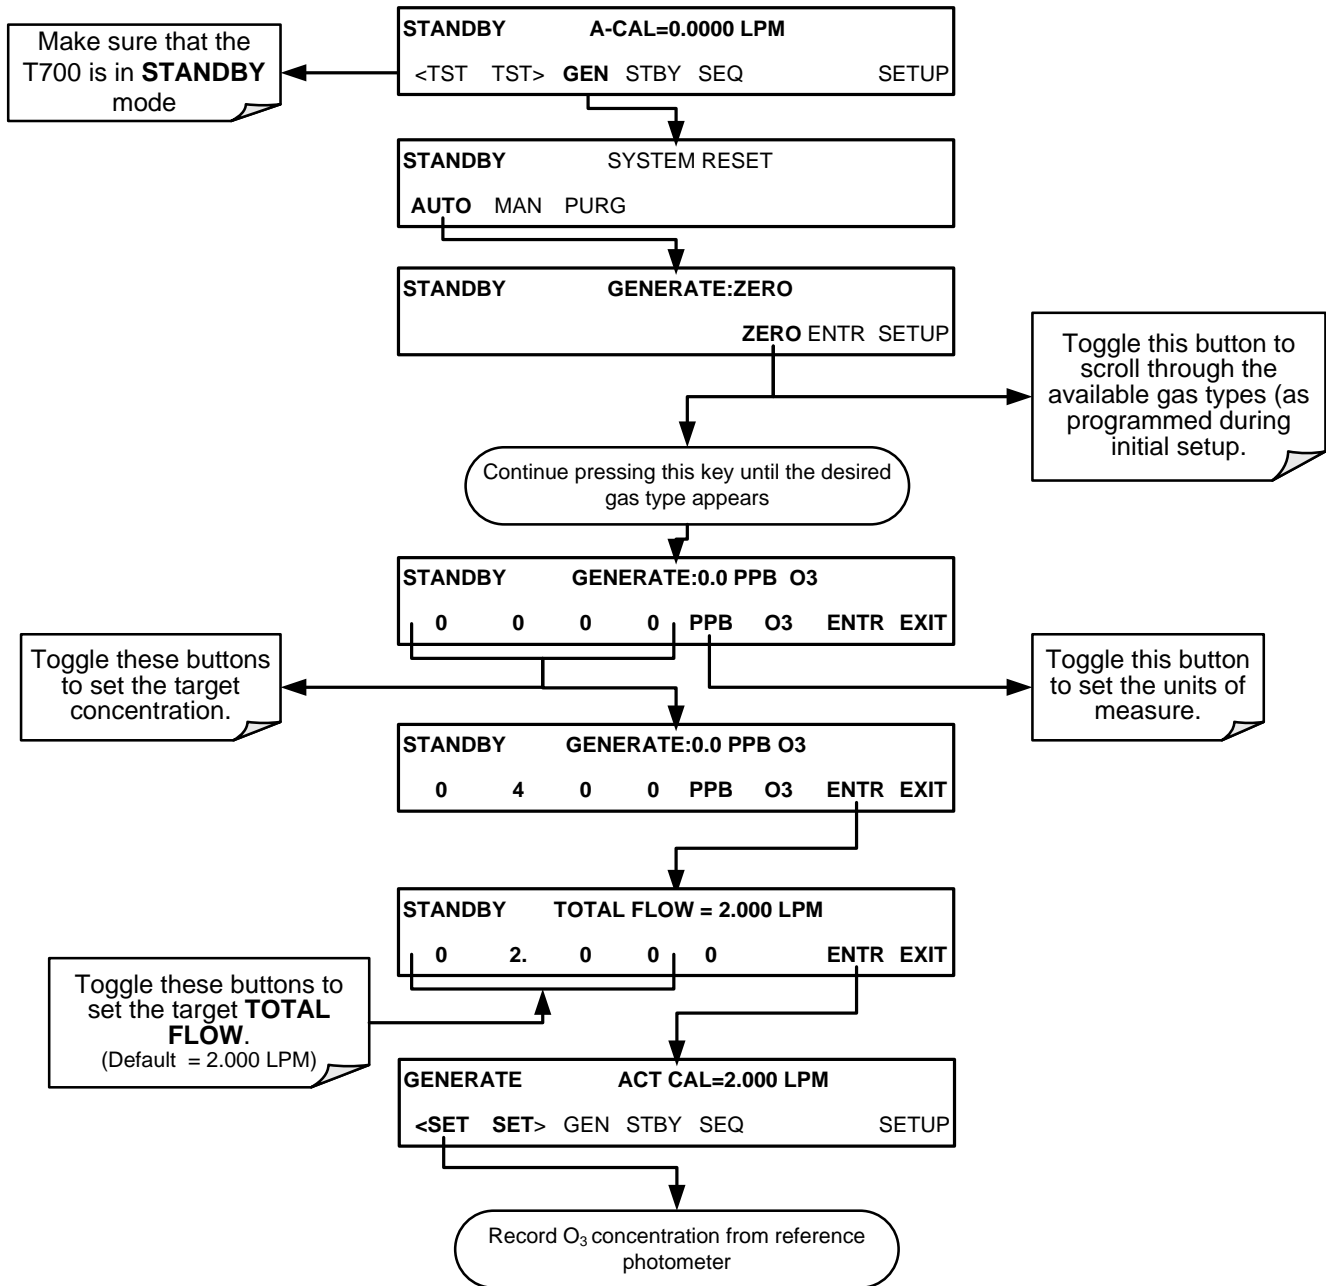 STANDBY A-CAL=0.0000 LPM
<TST TST> GEN STBY SEQ SETUP
Make sure that the
T700 is in STANDBY
mode
STANDBY SYSTEM RESET
AUTO MAN PURG
STANDBY GENERATE:ZERO
ZERO ENTR SETUP
Toggle this button to
scroll through the
available gas types (as
programmed during
initial setup.
Continue pressing this key until the desired
gas type appears
STANDBY GENERATE:0.0 PPB O3
0 0 0 0 PPB O3 ENTR EXIT
Toggle these buttons
to set the target
concentration.
Toggle this button
to set the units of
measure.
STANDBY GENERATE:0.0 PPB O3
0 4 0 0 PPB O3 ENTR EXIT
STANDBY TOTAL FLOW = 2.000 LPM
0 2. 0 0 0 ENTR EXIT
Toggle these buttons to
set the target TOTAL
FLOW.
(Default = 2.000 LPM)
GENERATE ACT CAL=2.000 LPM
<SET SET> GEN STBY SEQ SETUP
Record O₃ concentration from reference
photometer